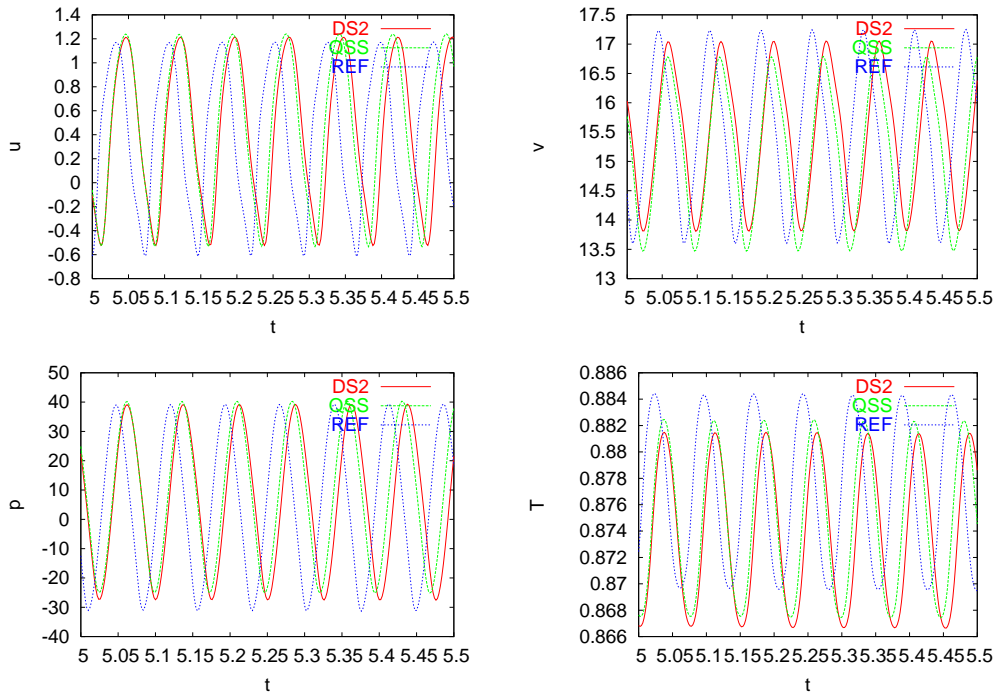 1.4
1.2
1
0.8
0.6
0.4
0.2
0
-0.2
-0.4
-0.6
-0.8
u
DS2
QSS
REF
5 5.05 5.1 5.15 5.2 5.25 5.3 5.35 5.4 5.45 5.5
t
17.5
17
16.5
16
15.5
15
14.5
14
13.5
13
v
DS2
QSS
REF
5 5.05 5.1 5.15 5.2 5.25 5.3 5.35 5.4 5.45 5.5
t
50
40
30
20
10
0
-10
-20
-30
-40
p
DS2
QSS
REF
5 5.05 5.1 5.15 5.2 5.25 5.3 5.35 5.4 5.45 5.5
t
0.886
0.884
0.882
0.88
0.878
0.876
0.874
0.872
0.87
0.868
0.866
T
DS2
QSS
REF
5 5.05 5.1 5.15 5.2 5.25 5.3 5.35 5.4 5.45 5.5
t